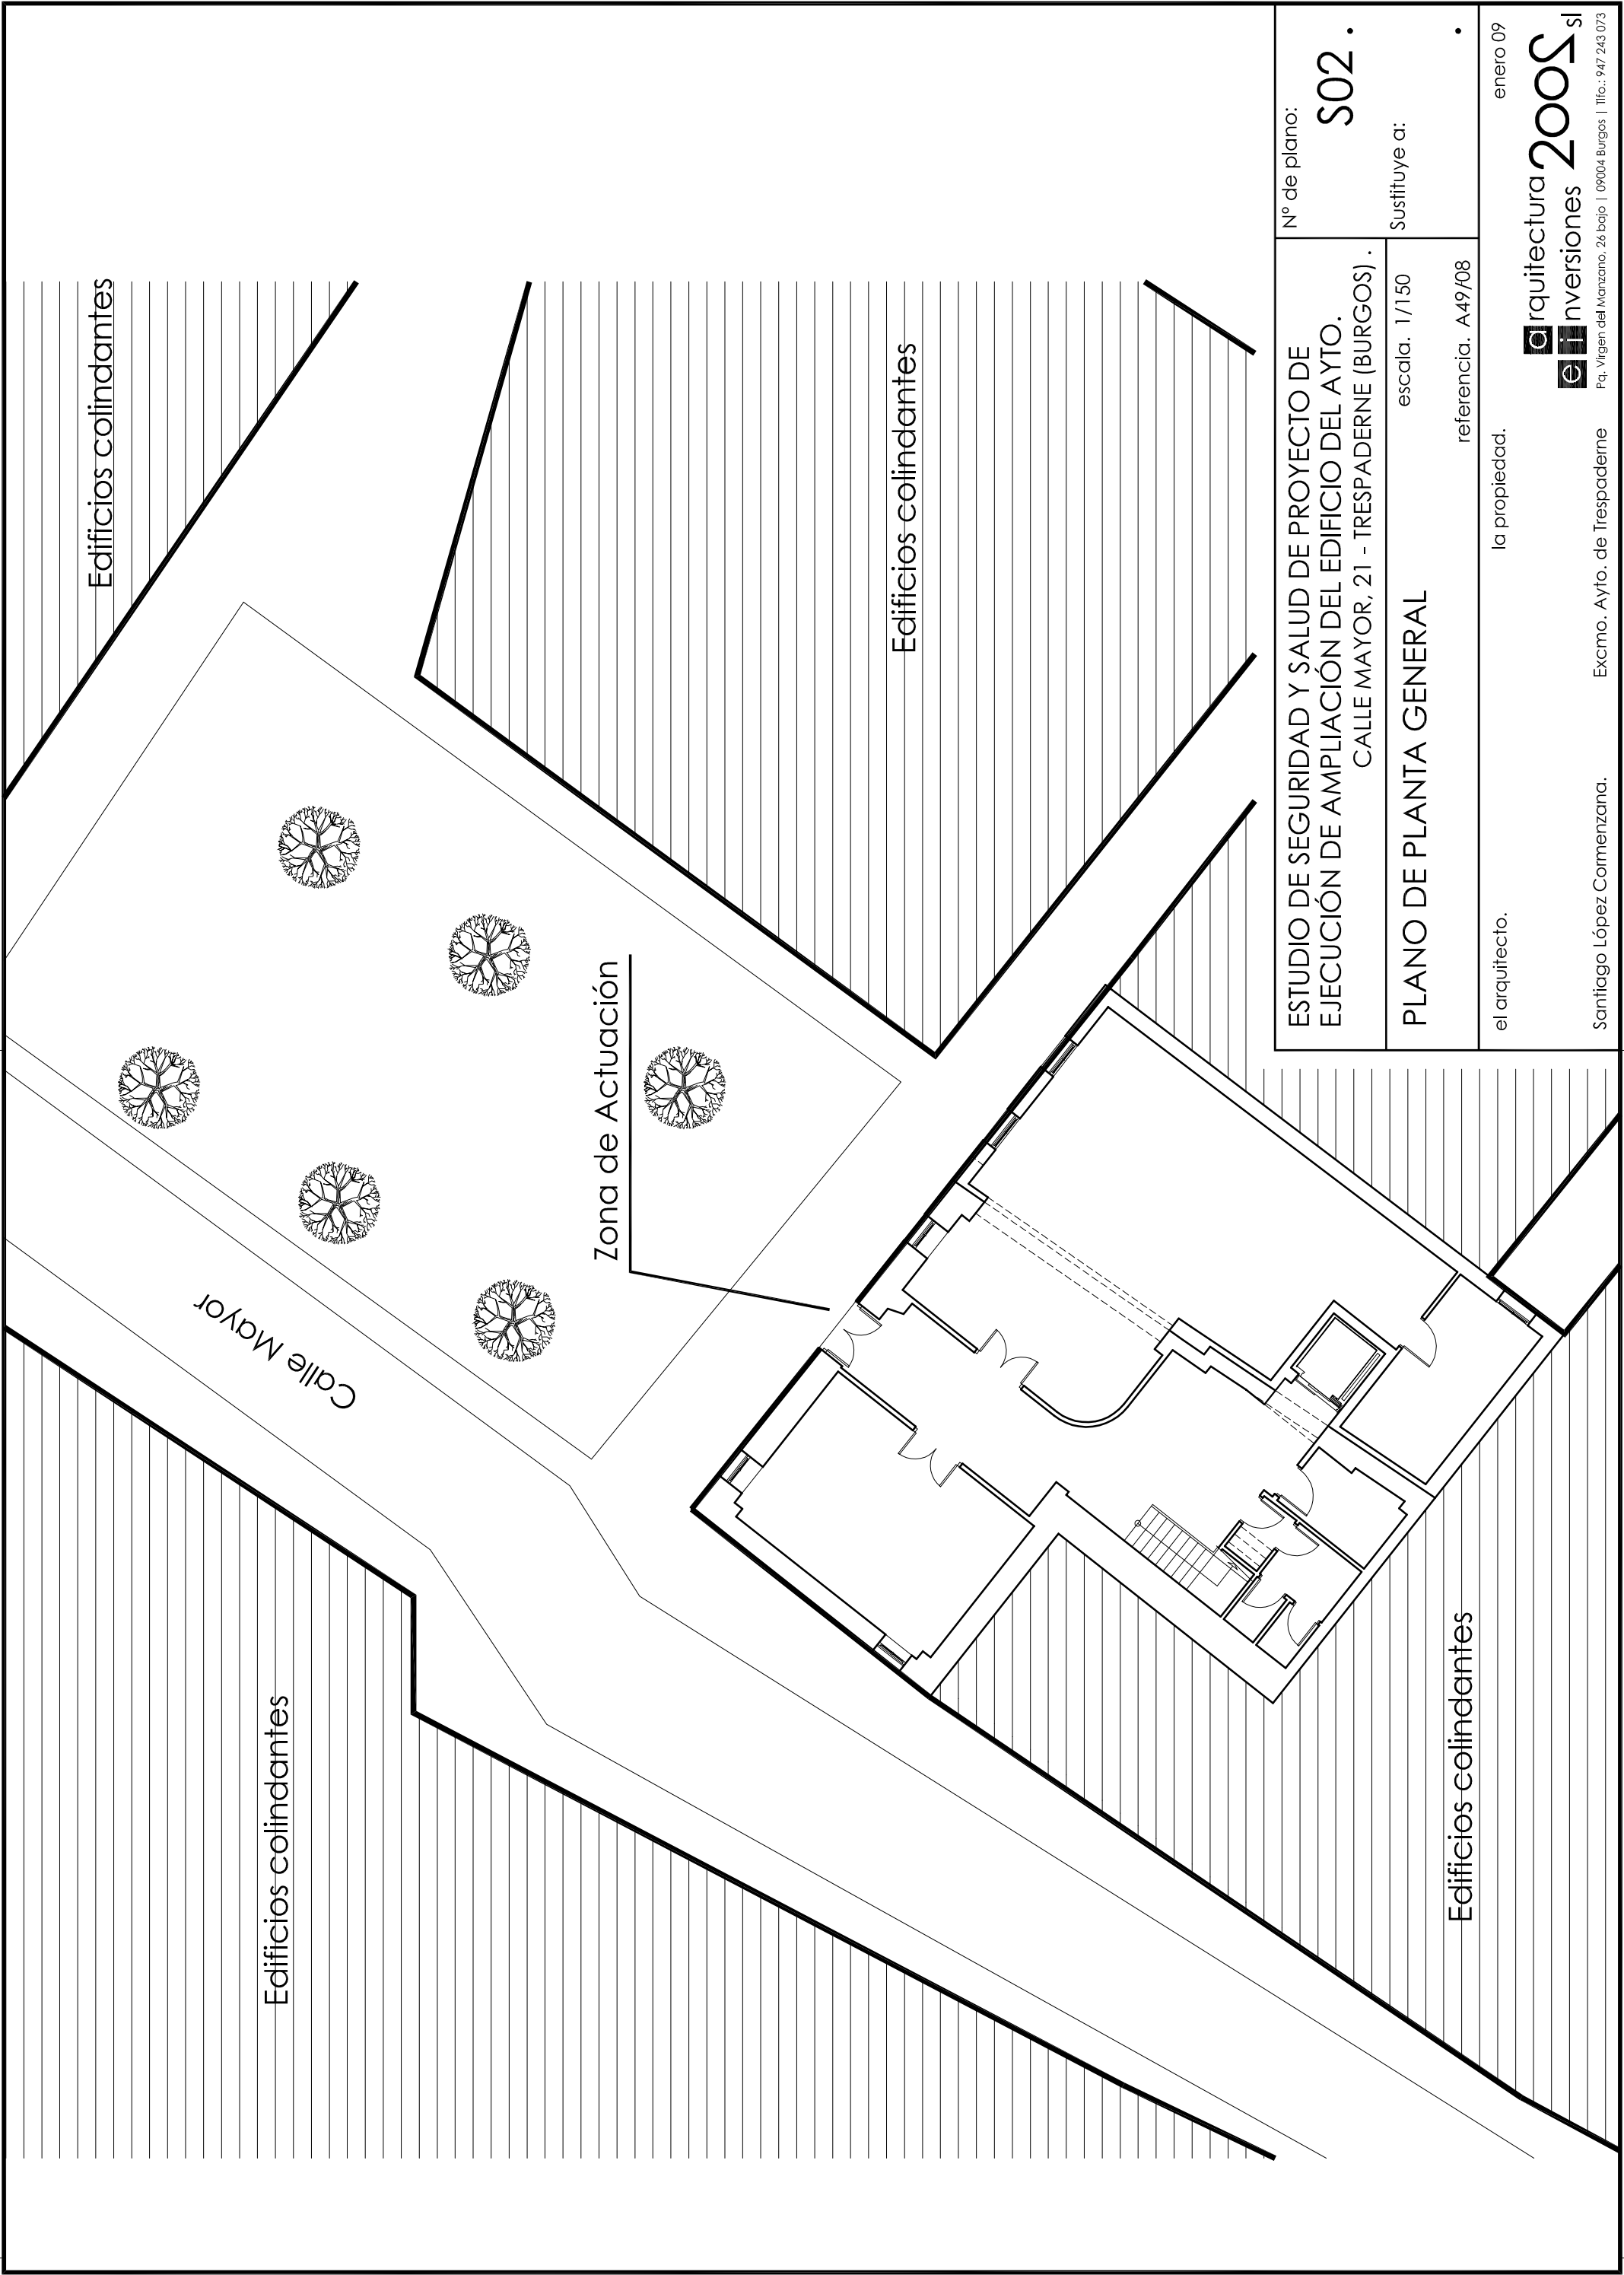 Edificios colindantes
Edificios colindantes
Calle Mayor
Zona de Actuación
Edificios colindantes
Edificios colindantes
ESTUDIO DE SEGURIDAD Y SALUD DE PROYECTO DE
EJECUCIÓN DE AMPLIACIÓN DEL EDIFICIO DEL AYTO.
CALLE MAYOR, 21 - TRESPADERNE (BURGOS) .
Nº de plano:
S02 .
PLANO DE PLANTA GENERAL
escala. 1/150
referencia. A49/08
Sustituye a:
.
el arquitecto.
la propiedad.
enero 09
Santiago López Cormenzana.
Excmo. Ayto. de Trespaderne
arquitectura 2002 sl
e inversiones
Pq. Virgen del Manzano, 26 bajo | 09004 Burgos | Tlfo.: 947 243 073